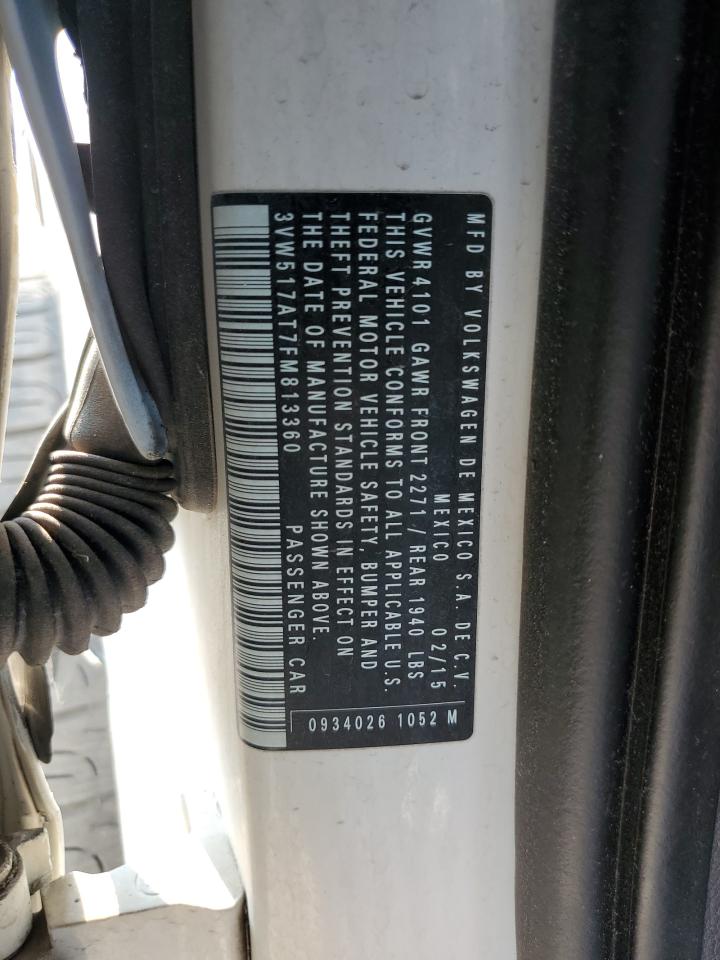 MFD BY VOLKSWAGEN DE MEXICO S.A. DE C.V.
MEXICO 02/15
GVWR 4101 GAWR FRONT 2271 / REAR 1940 LBS
THIS VEHICLE CONFORMS TO ALL APPLICABLE U.S.
FEDERAL MOTOR VEHICLE SAFETY, BUMPER AND
THEFT PREVENTION STANDARDS IN EFFECT ON
THE DATE OF MANUFACTURE SHOWN ABOVE.
3VW517AT7FM813360 PASSENGER CAR
0934026 1052 M